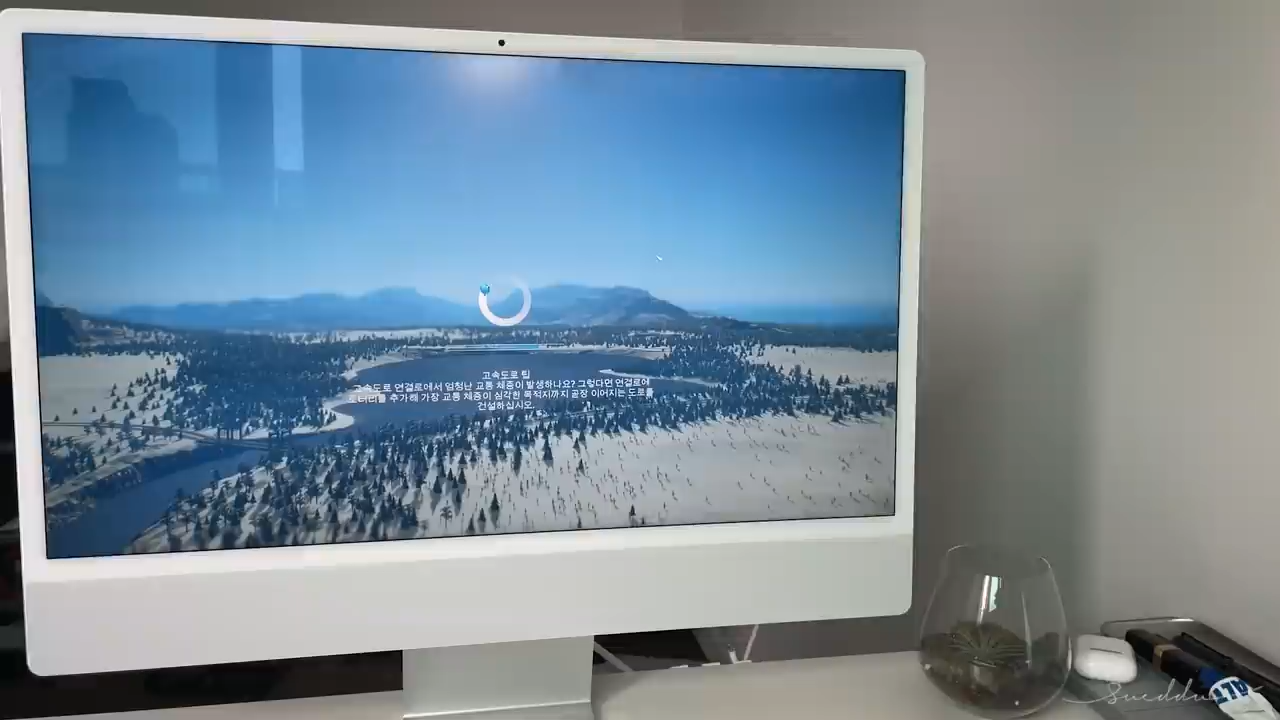 고속도로 팁
고속도로 연결로에서 엄청난 교통 체증이 발생하나요? 그렇다면 연결로에
로터리를 추가해 가장 교통 체증이 심각한 목적지까지 곧장 이어지는 도로를
건설하십시오.